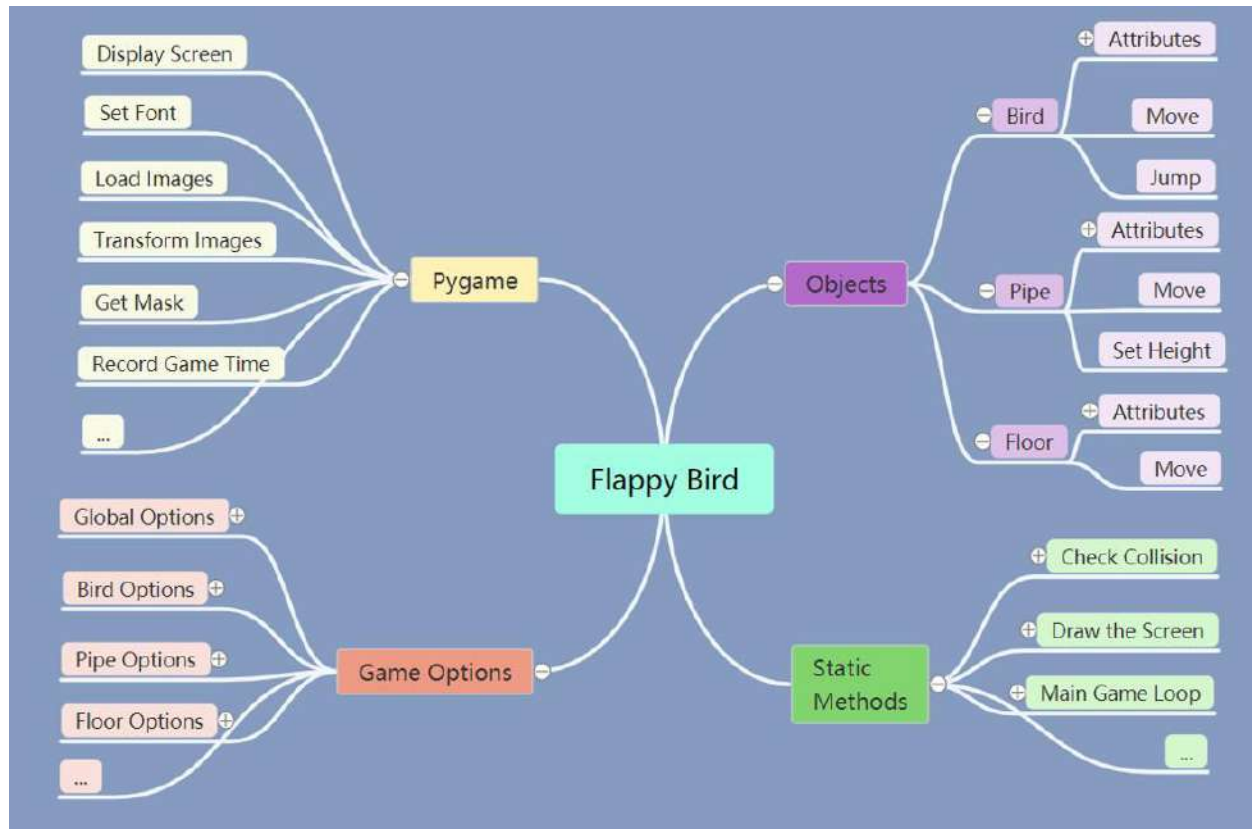 Display Screen
Set Font
Load Images
Transform Images
Get Mask
Record Game Time
...
Pygame
Attributes
Bird
Move
Jump
Attributes
Objects
Pipe
Move
Set Height
Attributes
Floor
Move
Flappy Bird
Global Options
Bird Options
Pipe Options
Floor Options
...
Game Options
Check Collision
Draw the Screen
Static
Methods
Main Game Loop
...